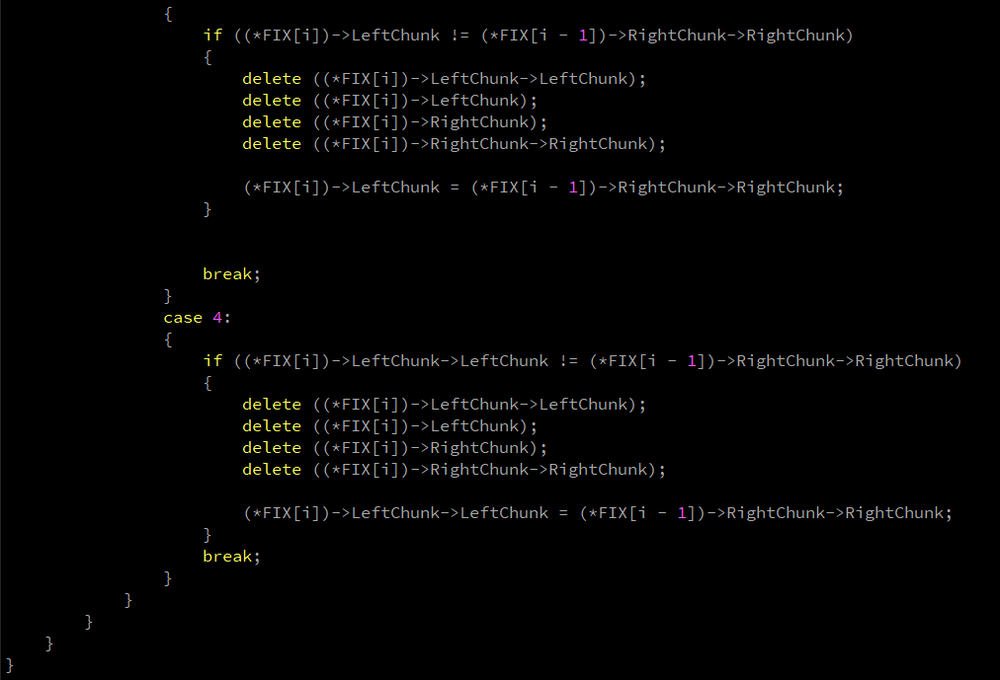 {
if ((*FIX[i])->LeftChunk != (*FIX[i - 1])->RightChunk->RightChunk)
{
delete ((*FIX[i])->LeftChunk->LeftChunk);
delete ((*FIX[i])->LeftChunk);
delete ((*FIX[i])->RightChunk);
delete ((*FIX[i])->RightChunk->RightChunk);
(*FIX[i])->LeftChunk = (*FIX[i - 1])->RightChunk->RightChunk;
}
break;
}
case 4:
{
if ((*FIX[i])->LeftChunk->LeftChunk != (*FIX[i - 1])->RightChunk->RightChunk)
{
delete ((*FIX[i])->LeftChunk->LeftChunk);
delete ((*FIX[i])->LeftChunk);
delete ((*FIX[i])->RightChunk);
delete ((*FIX[i])->RightChunk->RightChunk);
(*FIX[i])->LeftChunk->LeftChunk = (*FIX[i - 1])->RightChunk->RightChunk;
}
break;
}
}
}
}
}